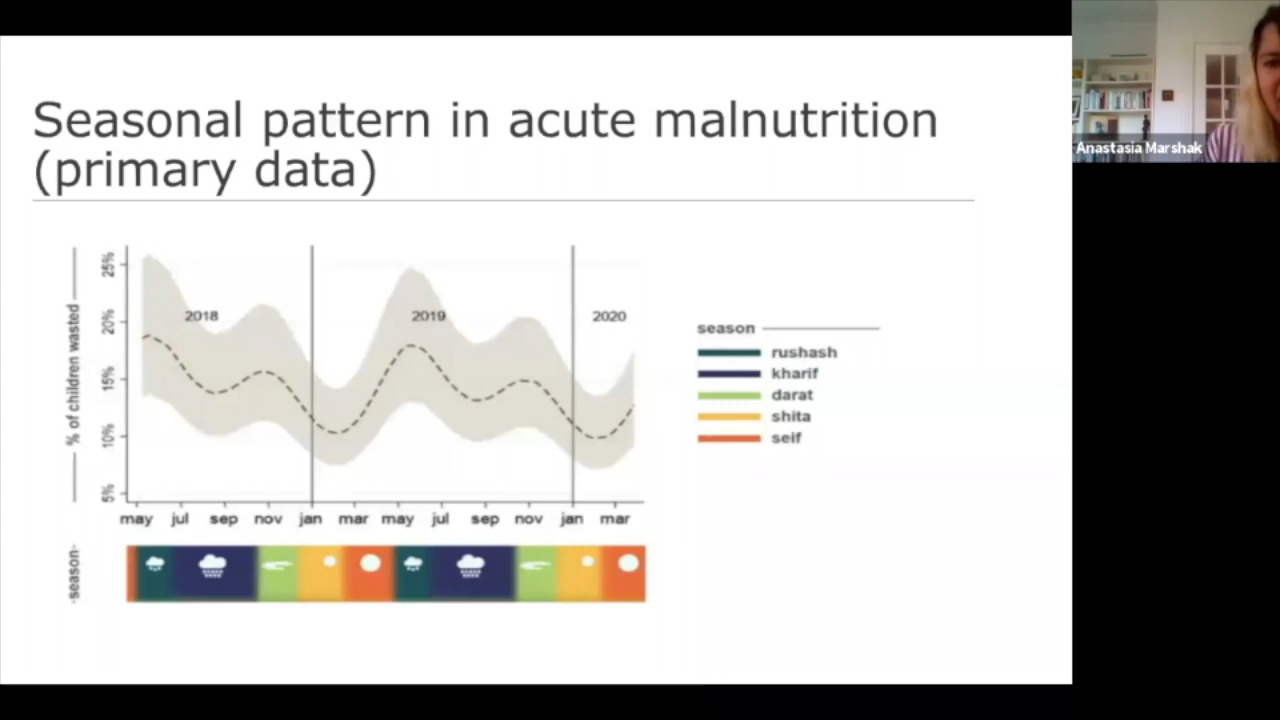 Seasonal pattern in acute malnutrition
(primary data)
Anastasia Marshak
% of children wasted
25%
20%
15%
10%
5%
2018
2019
2020
may jul sep nov jan mar may jul sep nov jan mar
season
rushash
kharif
darat
shita
seif
-season-